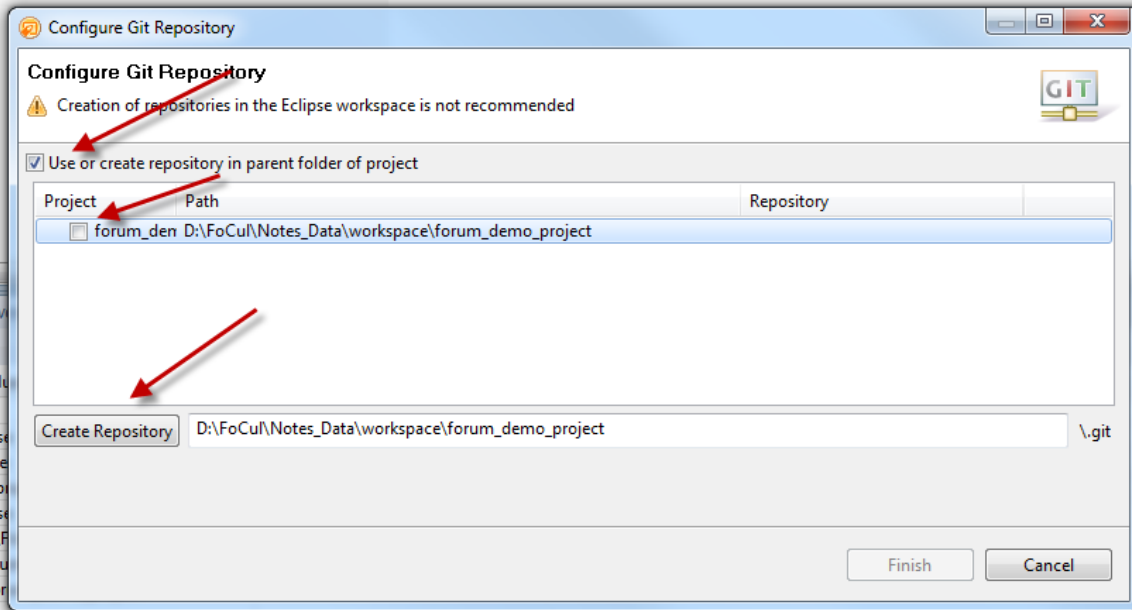 Configure Git Repository
Configure Git Repository
Creation of repositories in the Eclipse workspace is not recommended
GIT
Use or create repository in parent folder of project
Project Path Repository
forum_den D:\FoCul\Notes_Data\workspace\forum_demo_project
Create Repository D:\FoCul\Notes_Data\workspace\forum_demo_project \.git
Finish Cancel